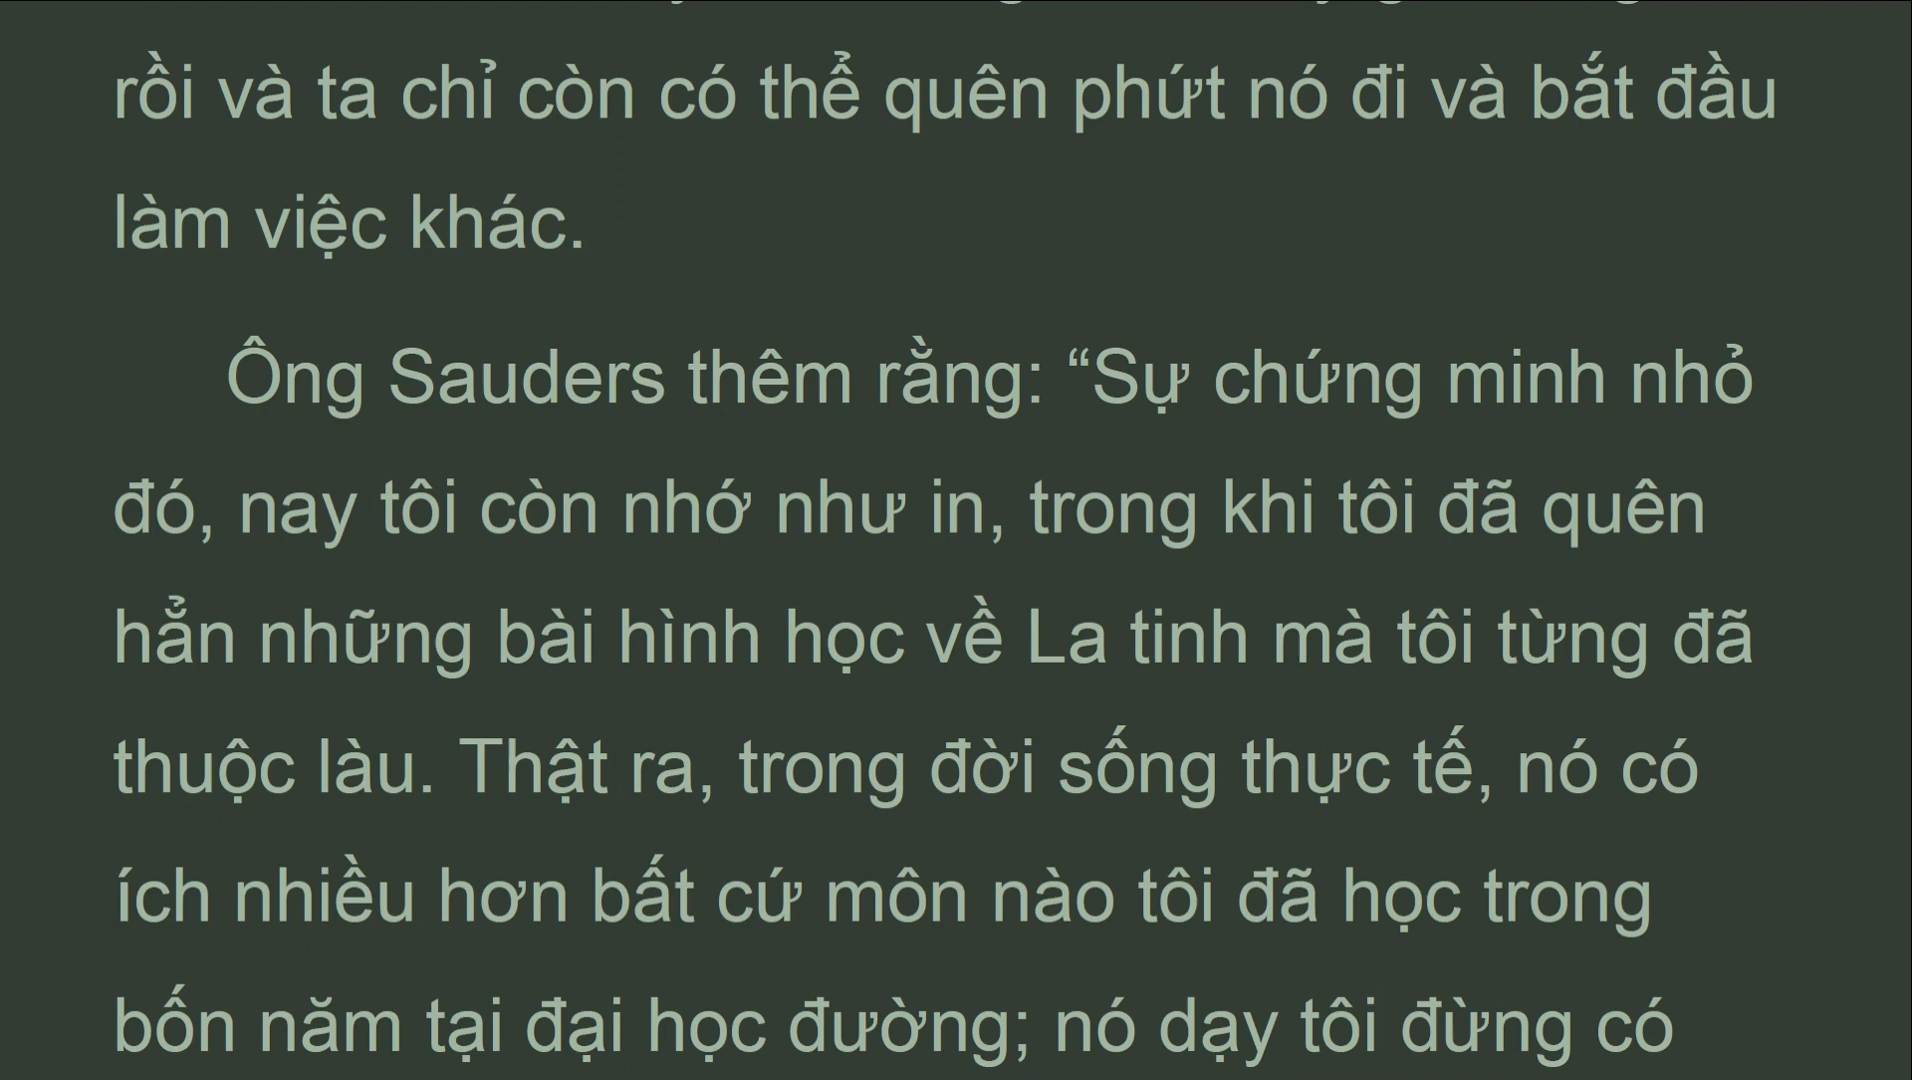 rồi và ta chỉ còn có thể quên phứt nó đi và bắt đầu
làm việc khác.
Ông Sauders thêm rằng: “Sự chứng minh nhỏ
đó, nay tôi còn nhớ như in, trong khi tôi đã quên
hẳn những bài hình học về La tinh mà tôi từng đã
thuộc làu. Thật ra, trong đời sống thực tế, nó có
ích nhiều hơn bất cứ môn nào tôi đã học trong
bốn năm tại đại học đường; nó dạy tôi đừng có